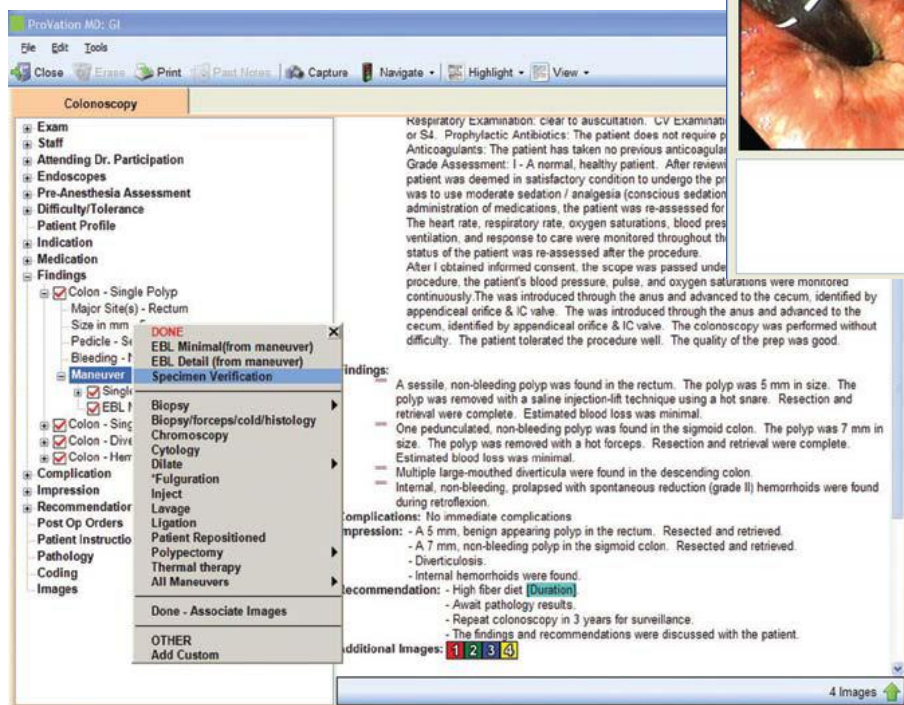 ProVation MD: GI
File Edit Tools
Close Erase Print Past Notes Capture Navigate Highlight View
Colonoscopy
Exam
Staff
Attending Dr. Participation
Endoscopes
Pre-Anesthesia Assessment
Difficulty/Tolerance
Patient Profile
Indication
Medication
Findings
Colon - Single Polyp
Major Site(s) - Rectum
Size in mm - 5
Pedicle - Se
Bleeding - N
Maneuver
Single
EBL M
Colon - Sing
Colon - Dive
Colon - Hem
Complication
Impression
Recommendation
Post Op Orders
Patient Instructio
Pathology
Coding
Images
DONE X
EBL Minimal(from maneuver)
EBL Detail (from maneuver)
Specimen Verification
Biopsy
Biopsy/forceps/cold/histology
Chromoscopy
Cytology
Dilate
*Fulguration
Inject
Lavage
Ligation
Patient Repositioned
Polypectomy
Thermal therapy
All Maneuvers
Done - Associate Images
OTHER
Add Custom
Respiratory Examination: clear to auscultation. CV Examinati
or S4. Prophylactic Antibiotics: The patient does not require p
Anticoagulants: The patient has taken no previous anticoagulan
Grade Assessment: I - A normal, healthy patient. After reviewi
patient was deemed in satisfactory condition to undergo the pr
was to use moderate sedation / analgesia (conscious sedation
administration of medications, the patient was re-assessed for
The heart rate, respiratory rate, oxygen saturations, blood pres
ventilation, and response to care were monitored throughout th
status of the patient was re-assessed after the procedure.
After I obtained informed consent, the scope was passed unde
procedure, the patient's blood pressure, pulse, and oxygen saturations were monitored
continuously.The was introduced through the anus and advanced to the cecum, identified by
appendiceal orifice & IC valve. The was introduced through the anus and advanced to the
cecum, identified by appendiceal orifice & IC valve. The colonoscopy was performed without
difficulty. The patient tolerated the procedure well. The quality of the prep was good.
Findings:
A sessile, non-bleeding polyp was found in the rectum. The polyp was 5 mm in size. The
polyp was removed with a saline injection-lift technique using a hot snare. Resection and
retrieval were complete. Estimated blood loss was minimal.
One pedunculated, non-bleeding polyp was found in the sigmoid colon. The polyp was 7 mm in
size. The polyp was removed with a hot forceps. Resection and retrieval were complete.
Estimated blood loss was minimal.
Multiple large-mouthed diverticula were found in the descending colon.
Internal, non-bleeding, prolapsed with spontaneous reduction (grade II) hemorrhoids were found
during retroflexion.
Complications: No immediate complications
Impression: - A 5 mm, benign appearing polyp in the rectum. Resected and retrieved.
- A 7 mm, non-bleeding polyp in the sigmoid colon. Resected and retrieved.
- Diverticulosis.
- Internal hemorrhoids were found.
Recommendation: - High fiber diet [Duration].
- Await pathology results.
- Repeat colonoscopy in 3 years for surveillance.
- The findings and recommendations were discussed with the patient.
Additional Images: 1 2 3 4
4 Images